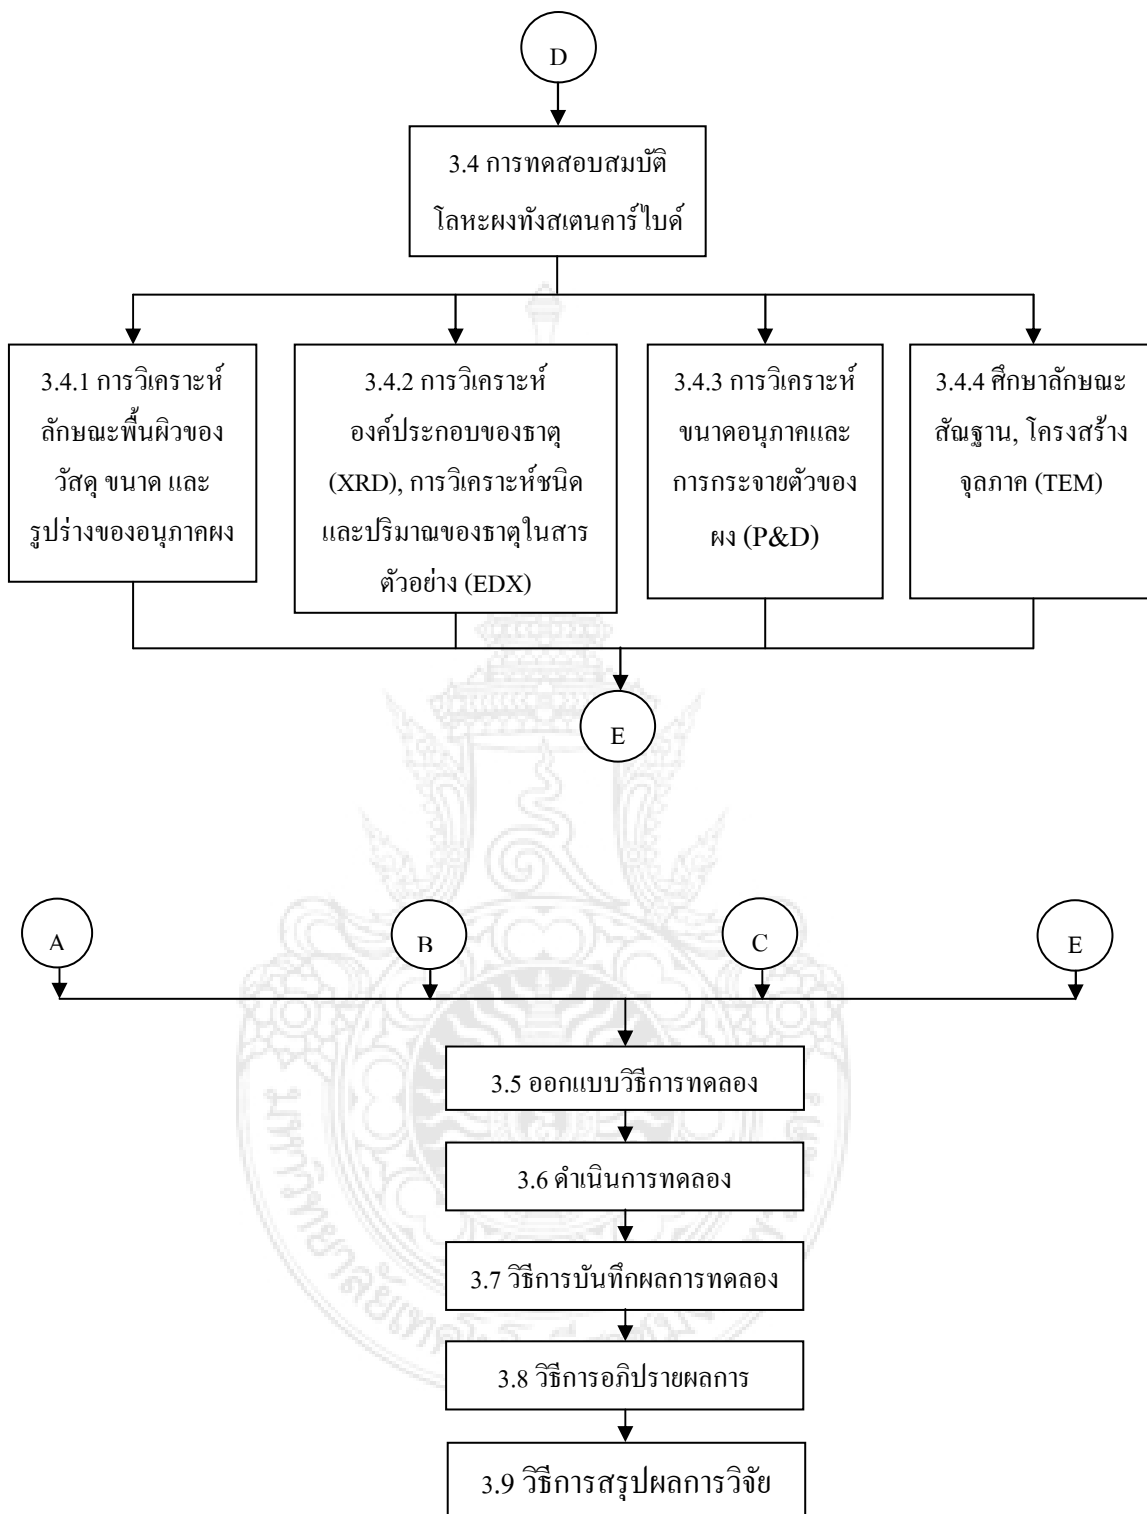 D
3.4 การทดสอบสมบัติ
โลหะผงทังสเตนคาร์ไบด์
3.4.1 การวิเคราะห์
ลักษณะพื้นผิวของ
วัสดุ ขนาด และ
รูปร่างของอนุภาคผง
3.4.2 การวิเคราะห์
องค์ประกอบของธาตุ
(XRD), การวิเคราะห์ชนิด
และปริมาณของธาตุในสาร
ตัวอย่าง (EDX)
3.4.3 การวิเคราะห์
ขนาดอนุภาคและ
การกระจายตัวของ
ผง (P&D)
3.4.4 ศึกษาลักษณะ
สัณฐาน, โครงสร้าง
จุลภาค (TEM)
E
A
B
C
E
3.5 ออกแบบวิธีการทดลอง
3.6 ดำเนินการทดลอง
3.7 วิธีการบันทึกผลการทดลอง
3.8 วิธีการอภิปรายผลการ
3.9 วิธีการสรุปผลการวิจัย